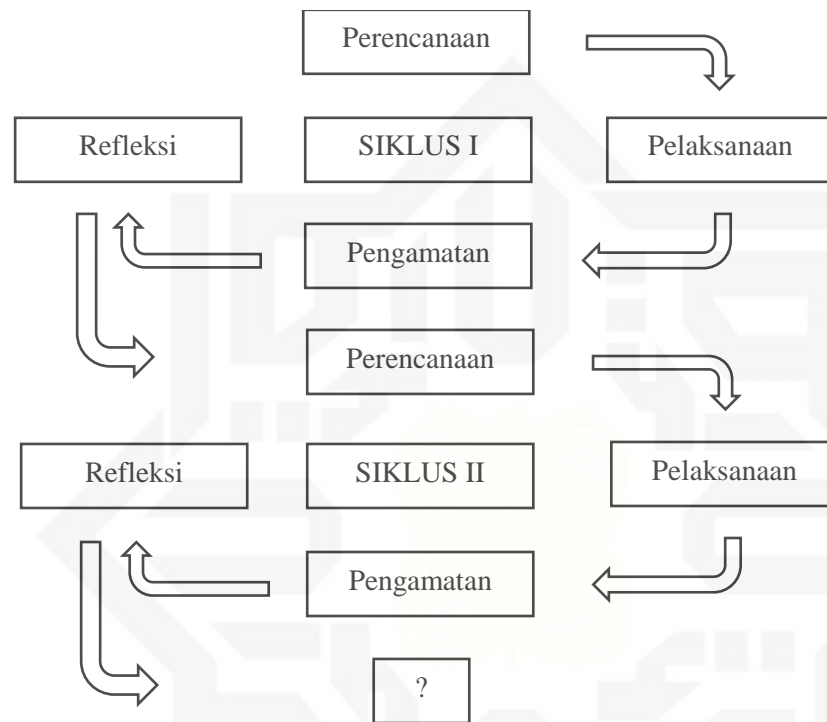 Perencanaan
Refleksi
SIKLUS I
Pelaksanaan
Pengamatan
Perencanaan
Refleksi
SIKLUS II
Pelaksanaan
Pengamatan
?